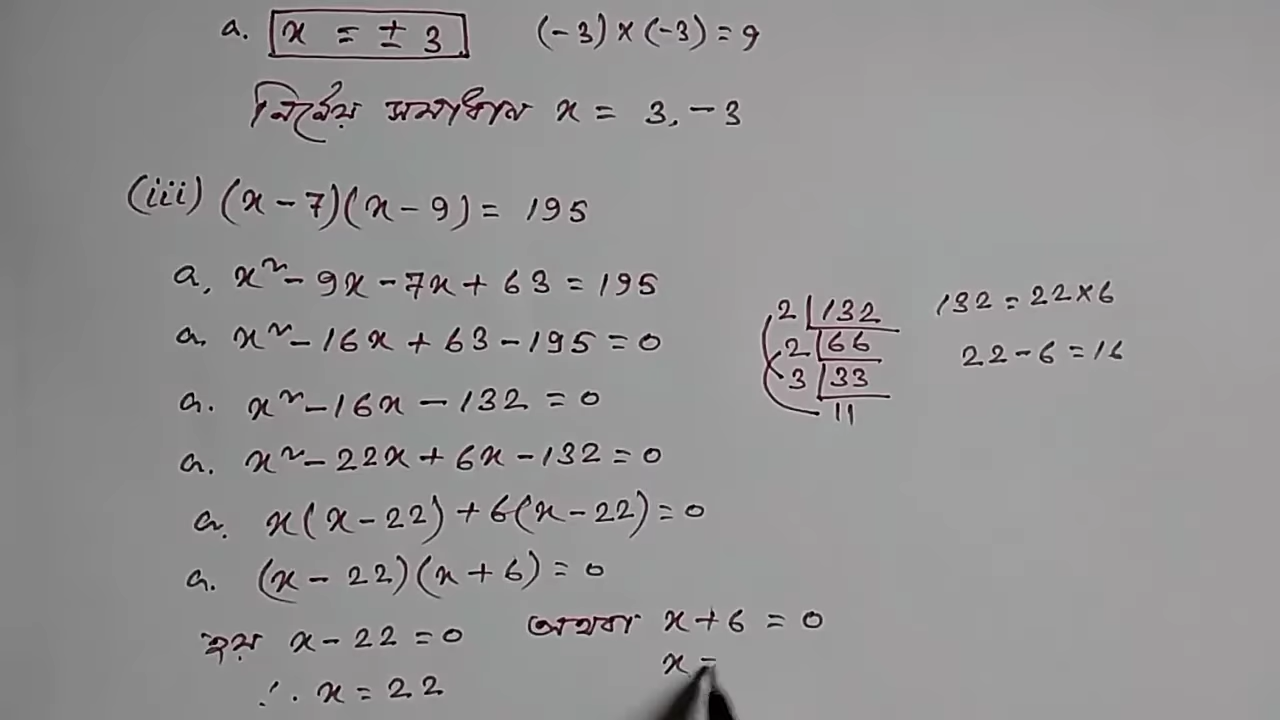 a. x = ± 3 (-3) × (-3) = 9
নির্ণেয় সমাধান x = 3, -3
(iii) (x - 7)(x - 9) = 195
a, x² - 9x - 7x + 63 = 195
a. x² - 16x + 63 - 195 = 0
a. x² - 16x - 132 = 0
a. x² - 22x + 6x - 132 = 0
a. x(x - 22) + 6(x - 22) = 0
a. (x - 22)(x + 6) = 0
হয় x - 22 = 0 অথবা x + 6 = 0
∴ x = 22 x =
2 | 132
2 | 66
3 | 33
11
132 = 22 × 6
22 - 6 = 16